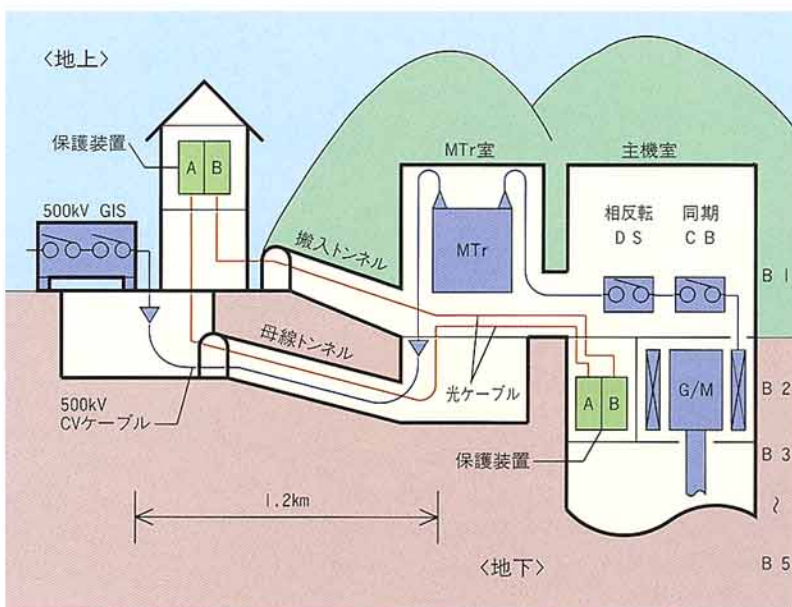 〈地上〉
保護装置
A B
500kV GIS
MTr室
主機室
搬入トンネル
MTr
相反転
DS
同期
CB
B1
母線トンネル
500kV
CVケーブル
光ケーブル
A B
G/M
B2
保護装置
B3
1.2km
〜
〈地下〉
B5